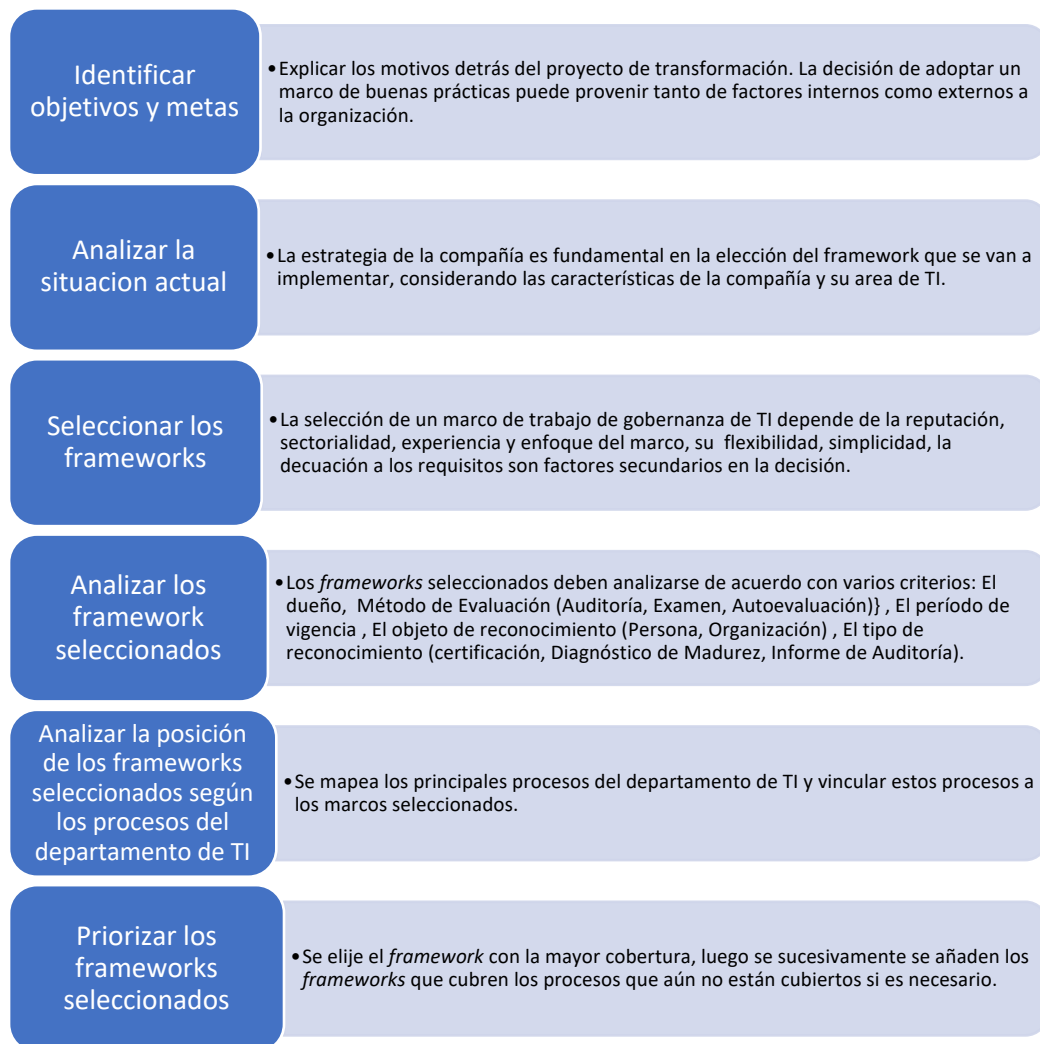 Identificar
objetivos y metas
•Explicar los motivos detrás del proyecto de transformación. La decisión de adoptar un
marco de buenas prácticas puede provenir tanto de factores internos como externos a
la organización.
Analizar la
situacion actual
•La estrategia de la compañía es fundamental en la elección del framework que se van a
implementar, considerando las características de la compañía y su area de TI.
Seleccionar los
frameworks
•La selección de un marco de trabajo de gobernanza de TI depende de la reputación,
sectorialidad, experiencia y enfoque del marco, su flexibilidad, simplicidad, la
decuación a los requisitos son factores secundarios en la decisión.
Analizar los
framework
seleccionados
•Los frameworks seleccionados deben analizarse de acuerdo con varios criterios: El
dueño, Método de Evaluación (Auditoría, Examen, Autoevaluación)} , El período de
vigencia , El objeto de reconocimiento (Persona, Organización) , El tipo de
reconocimiento (certificación, Diagnóstico de Madurez, Informe de Auditoría).
Analizar la posición
de los frameworks
seleccionados según
los procesos del
departamento de TI
•Se mapea los principales procesos del departamento de TI y vincular estos procesos a
los marcos seleccionados.
Priorizar los
frameworks
seleccionados
•Se elije el framework con la mayor cobertura, luego se sucesivamente se añaden los
frameworks que cubren los procesos que aún no están cubiertos si es necesario.